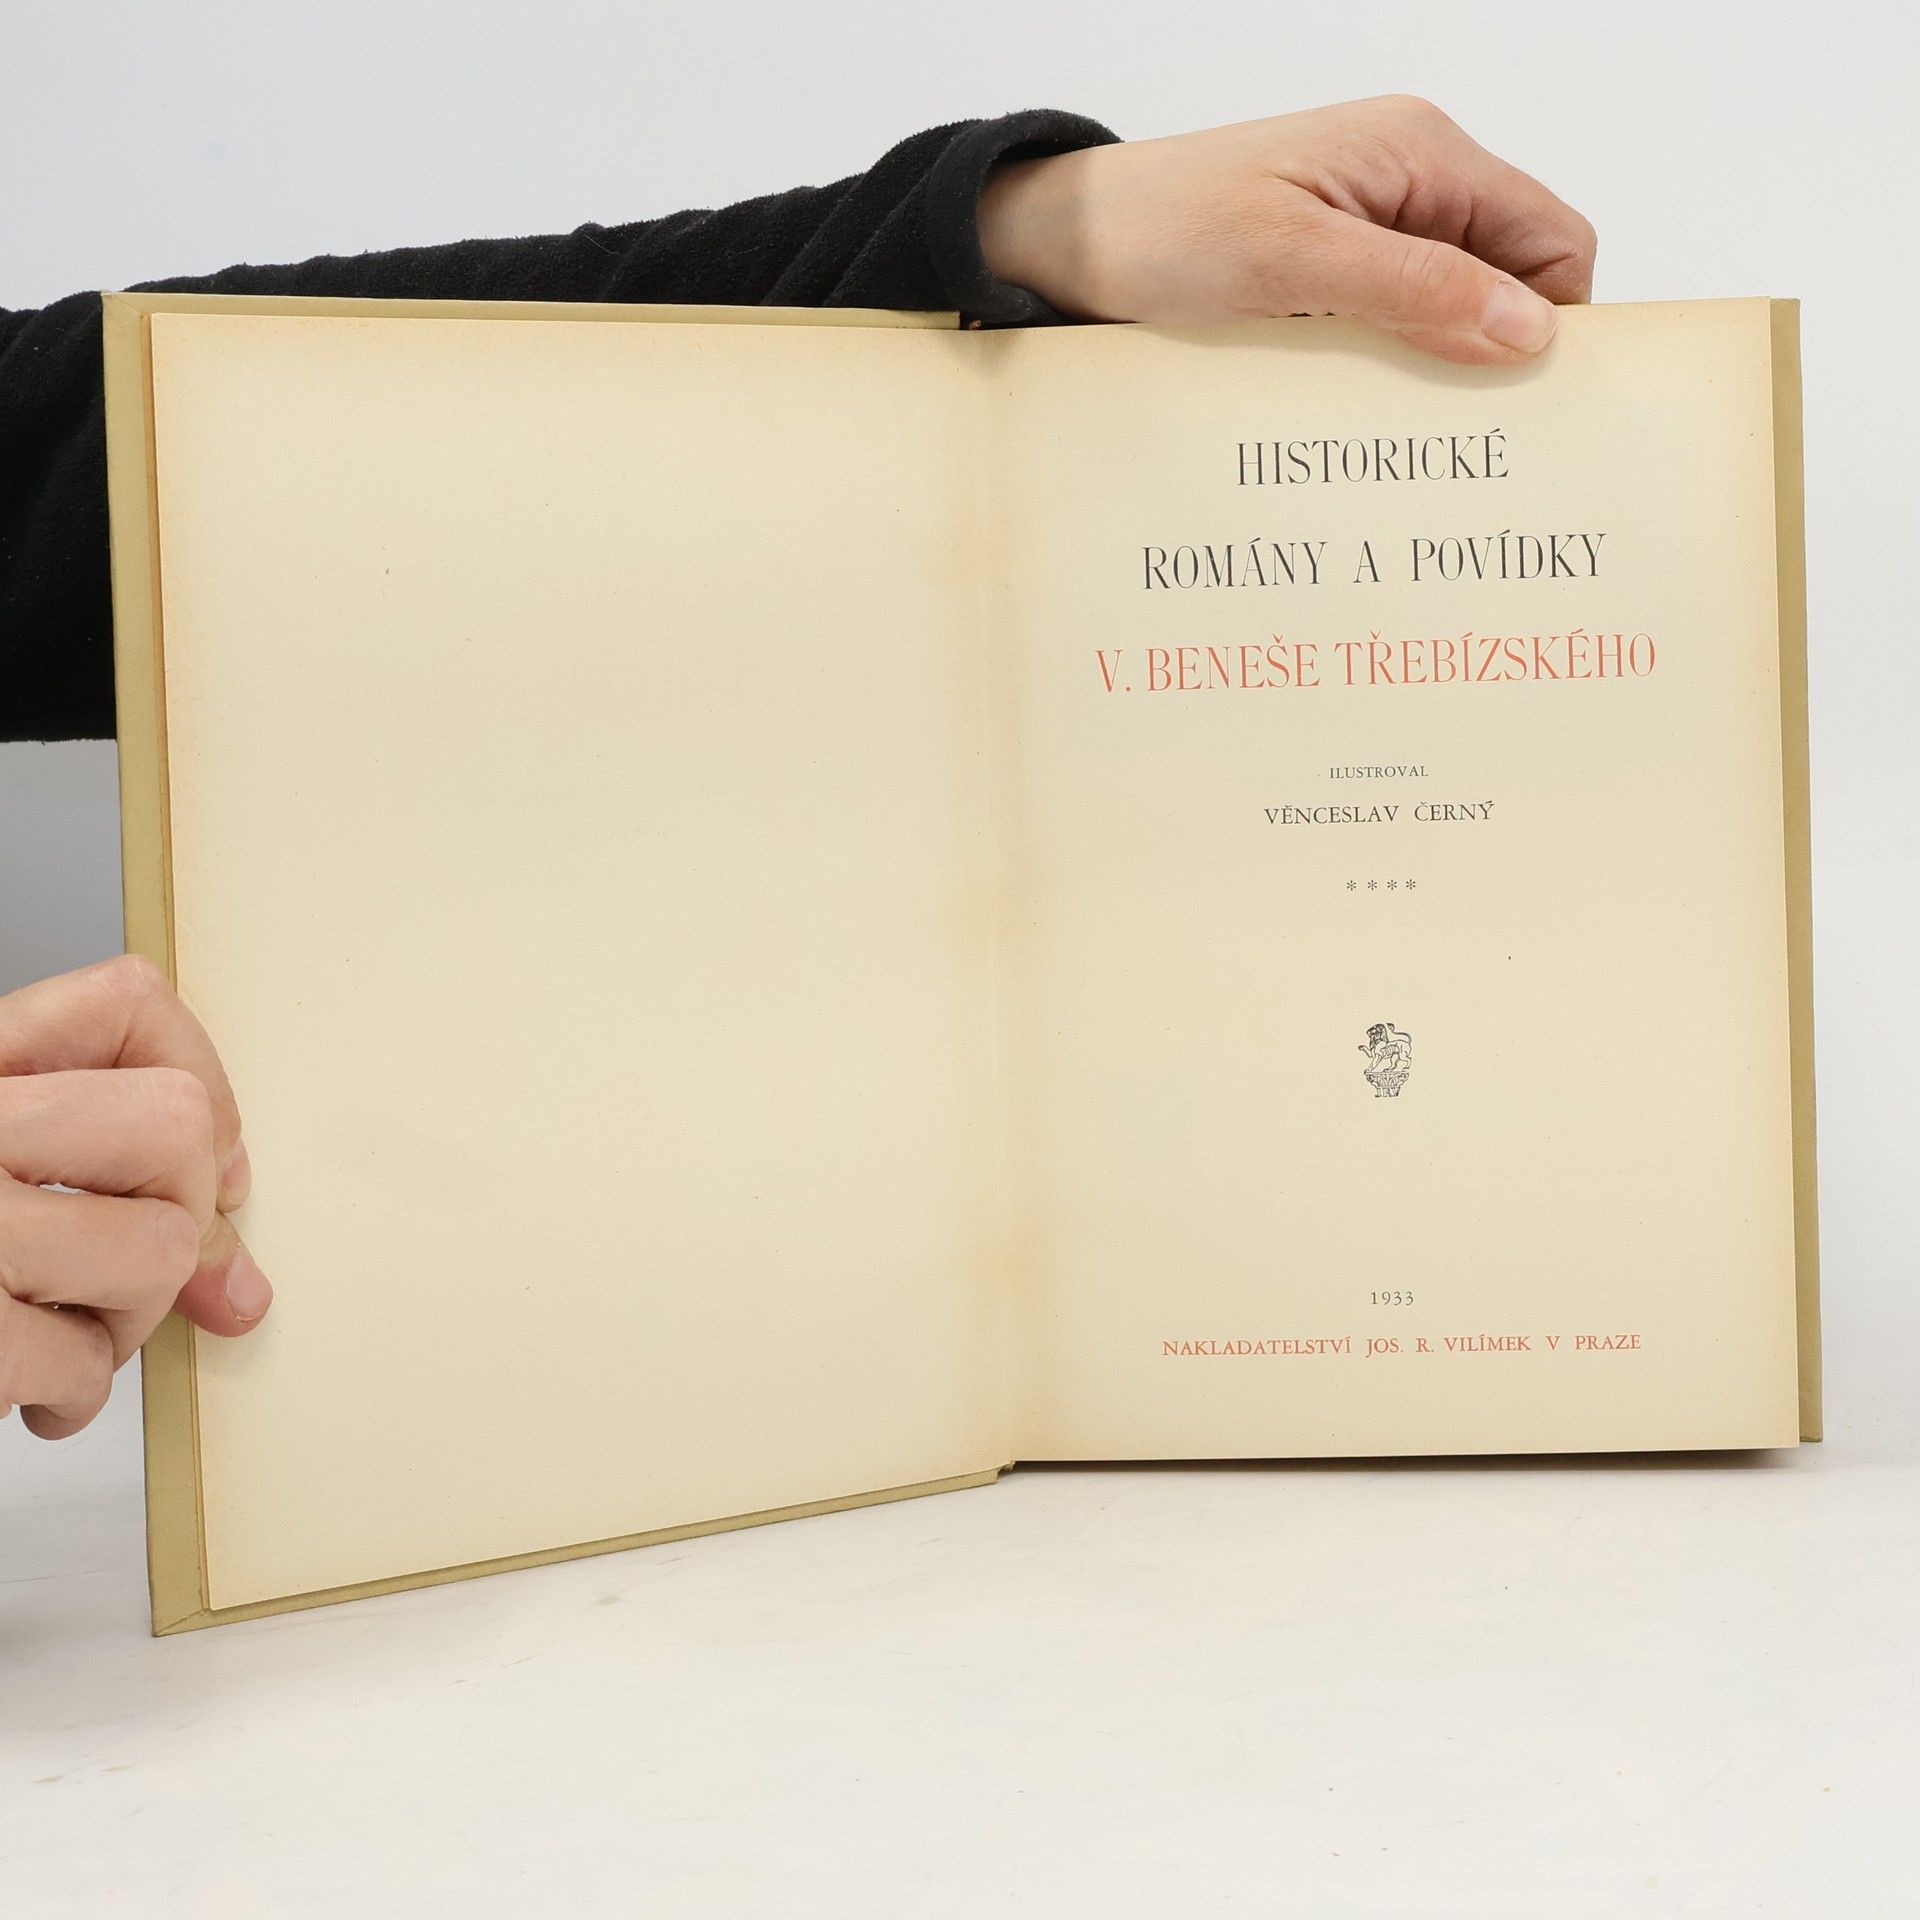 HISTORICKÉ
ROMÁNY A POVÍDKY
V. BENEŠE TŘEBÍZSKÉHO
ILUSTROVAL
VĚNCESLAV ČERNÝ
* * * *
1933
NAKLADATELSTVÍ JOS. R. VILÍMEK V PRAZE